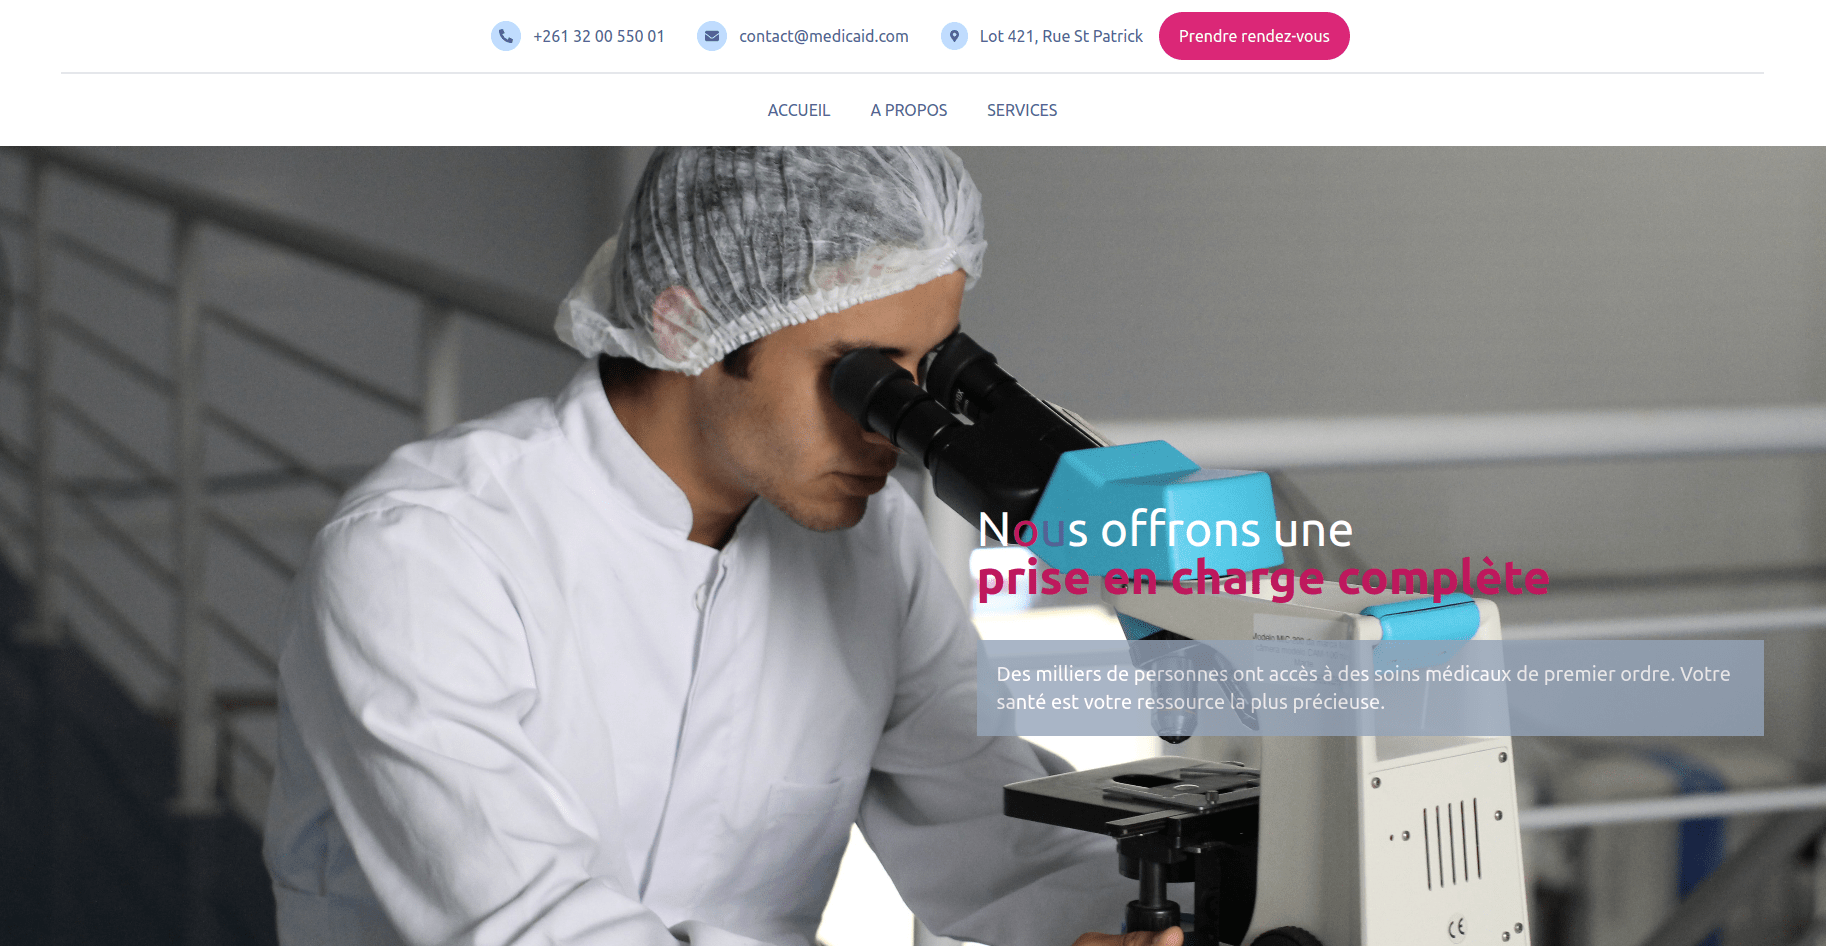 +261 32 00 550 01 contact@medicaid.com Lot 421, Rue St Patrick Prendre rendez-vous
ACCUEIL A PROPOS SERVICES
Nous offrons une
prise en charge complète
Des milliers de personnes ont accès à des soins médicaux de premier ordre. Votre
santé est votre ressource la plus précieuse.
CE